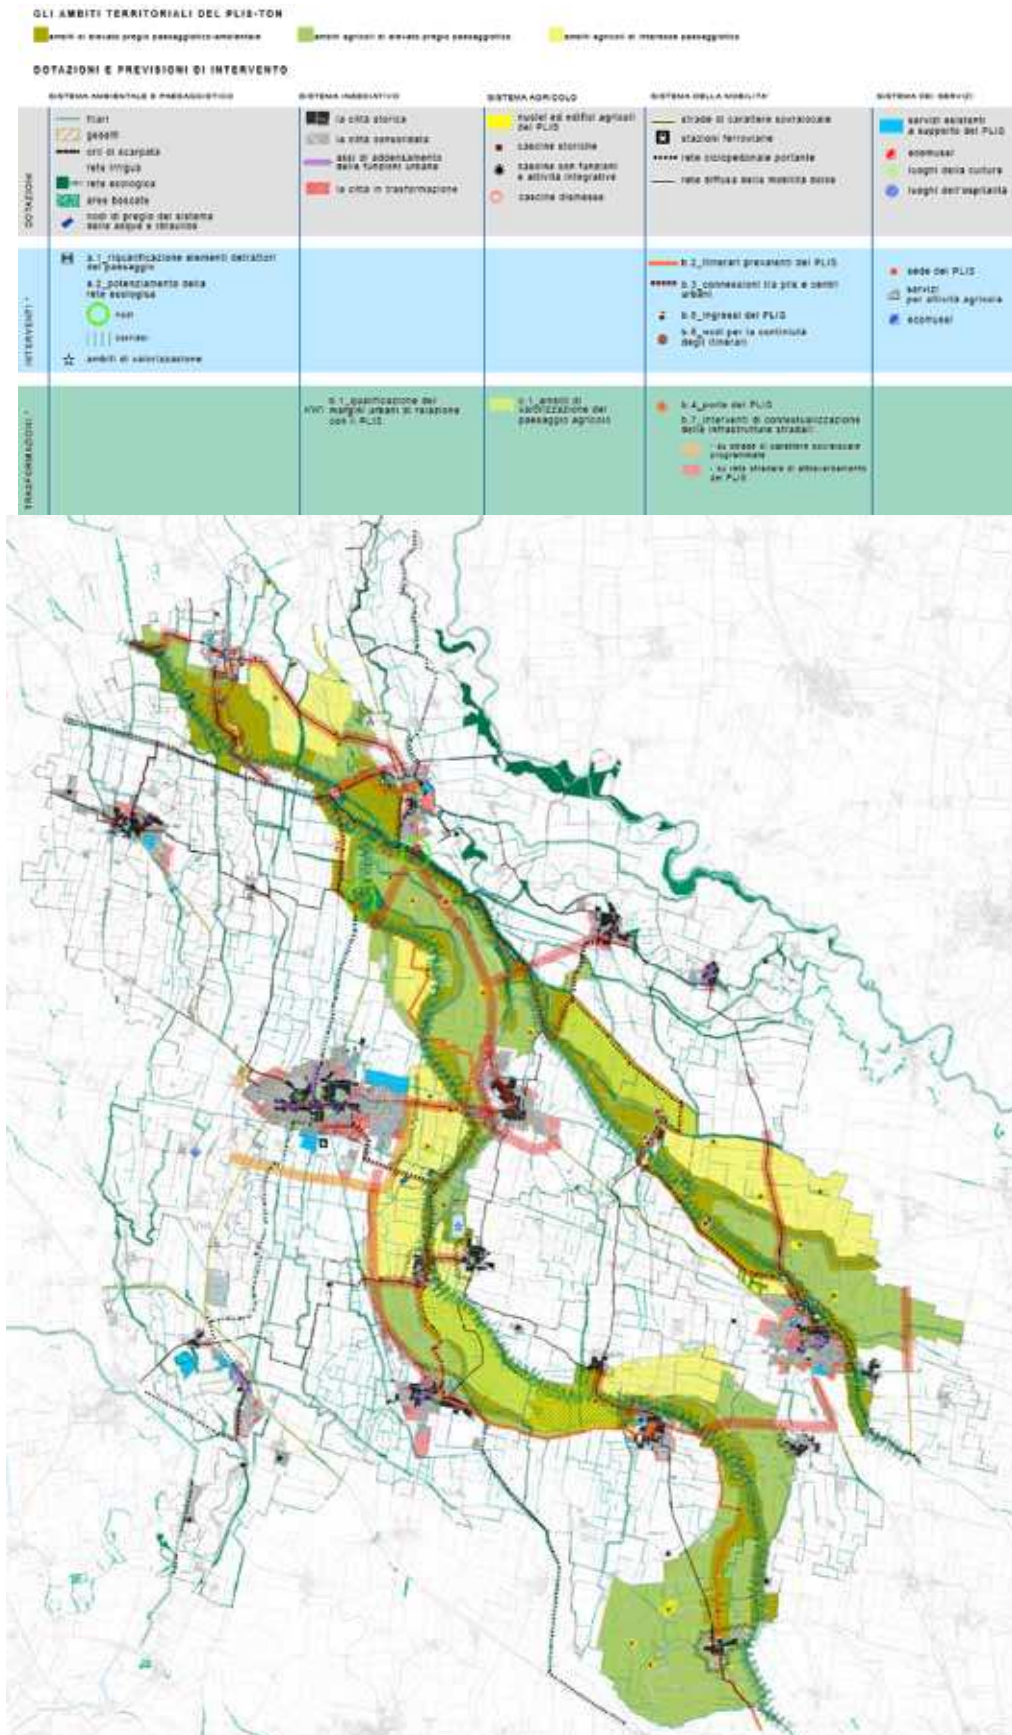 GLI AMBITI TERRITORIALI DEL PLIS-TON
ambiti di elevato pregio paesaggistico-ambientale
ambiti agricoli di elevato pregio paesaggistico
ambiti agricoli di interesse paesaggistico
DOTAZIONI E PREVISIONI DI INTERVENTO
SISTEMA AMBIENTALE E PAESAGGISTICO
SISTEMA INSEDIATIVO
SISTEMA AGRICOLO
SISTEMA DELLA MOBILITA'
SISTEMA DEI SERVIZI
DOTAZIONI
filari
geositi
orli di scarpata
rete irrigua
rete ecologica
aree boscate
nodi di pregio del sistema
delle acque e idraulico
la città storica
la città consolidata
assi di addensamento
delle funzioni urbane
la città in trasformazione
nuclei ed edifici agricoli
del PLIS
cascine storiche
cascine con funzioni
e attività integrative
cascine dismesse
strade di carattere sovralocale
stazioni ferroviarie
rete ciclopedonale portante
rete diffusa della mobilità dolce
servizi esistenti
a supporto del PLIS
ecomusei
luoghi della cultura
luoghi dell'ospitalità
INTERVENTI *
a.1_riqualificazione elementi detrattori
del paesaggio
a.2_potenziamento della
rete ecologica
nodi
corridoi
ambiti di valorizzazione
b.2_itinerari prevalenti del PLIS
b.3_connessioni tra plis e centri
urbani
b.5_ingressi del PLIS
b.6_nodi per la continuità
degli itinerari
sede del PLIS
servizi
per attività agricola
ecomusei
TRASFORMAZIONI *
b.1_qualificazione dei
margini urbani di relazione
con il PLIS
c.1_ambiti di
valorizzazione del
paesaggio agricolo
b.4_porte del PLIS
b.7_interventi di contestualizzazione
delle infrastrutture stradali:
- su strade di carattere sovralocale
programmate
- su rete stradale di attraversamento
del PLIS